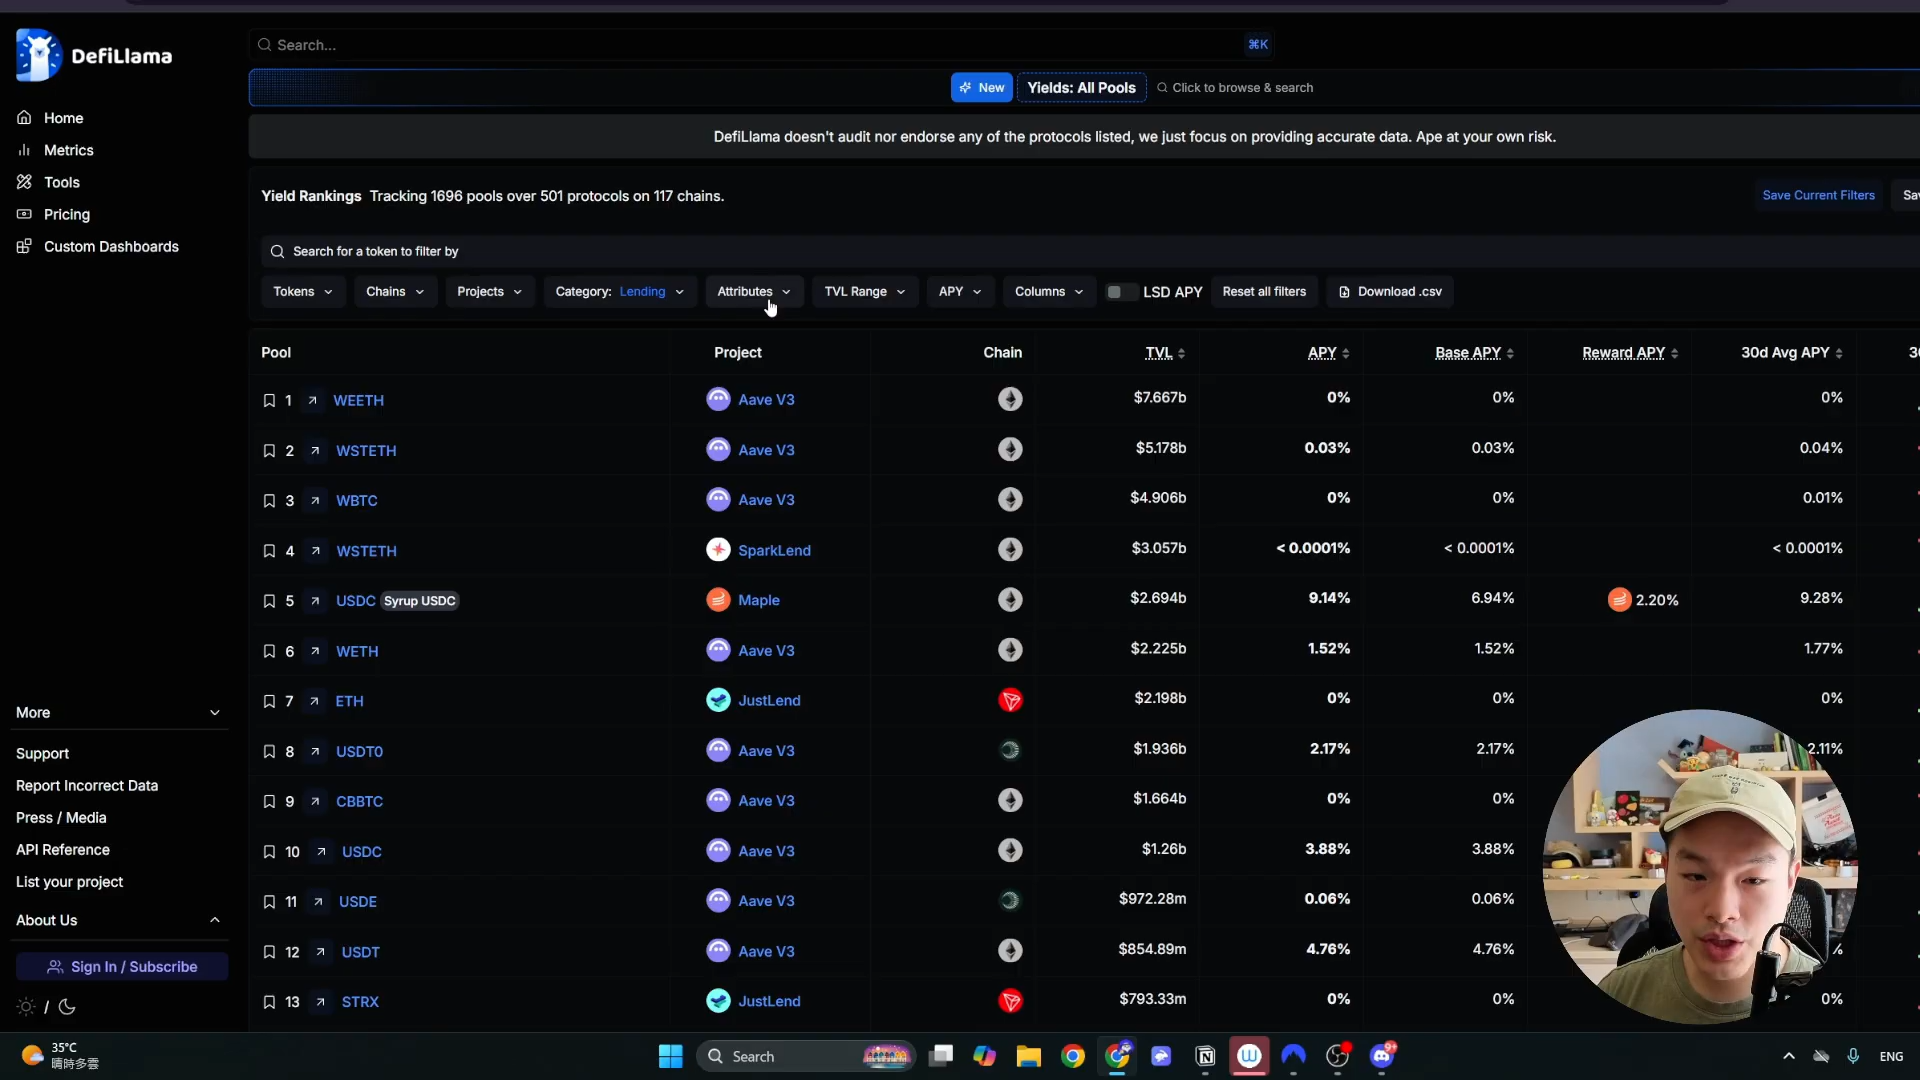 DefiLlama
Search...
⌘K
New
Yields: All Pools
Click to browse & search
Home
Metrics
Tools
Pricing
Custom Dashboards
DefiLlama doesn't audit nor endorse any of the protocols listed, we just focus on providing accurate data. Ape at your own risk.
Yield Rankings Tracking 1696 pools over 501 protocols on 117 chains.
Save Current Filters
Search for a token to filter by
Tokens Chains Projects Category: Lending Attributes TVL Range APY Columns LSD APY Reset all filters Download .csv
Pool Project Chain TVL APY Base APY Reward APY 30d Avg APY
1 WEETH Aave V3 $7.667b 0% 0% 0%
2 WSTETH Aave V3 $5.178b 0.03% 0.03% 0.04%
3 WBTC Aave V3 $4.906b 0% 0% 0.01%
4 WSTETH SparkLend $3.057b < 0.0001% < 0.0001% < 0.0001%
5 USDC Syrup USDC Maple $2.694b 9.14% 6.94% 2.20% 9.28%
6 WETH Aave V3 $2.225b 1.52% 1.52% 1.77%
7 ETH JustLend $2.198b 0% 0% 0%
8 USDT0 Aave V3 $1.936b 2.17% 2.17% 2.11%
9 CBBTC Aave V3 $1.664b 0% 0%
10 USDC Aave V3 $1.26b 3.88% 3.88%
11 USDE Aave V3 $972.28m 0.06% 0.06%
12 USDT Aave V3 $854.89m 4.76% 4.76%
13 STRX JustLend $793.33m 0% 0% 0%
More
Support
Report Incorrect Data
Press / Media
API Reference
List your project
About Us
Sign In / Subscribe
/
35°C
晴時多雲
Search
9+
ENG